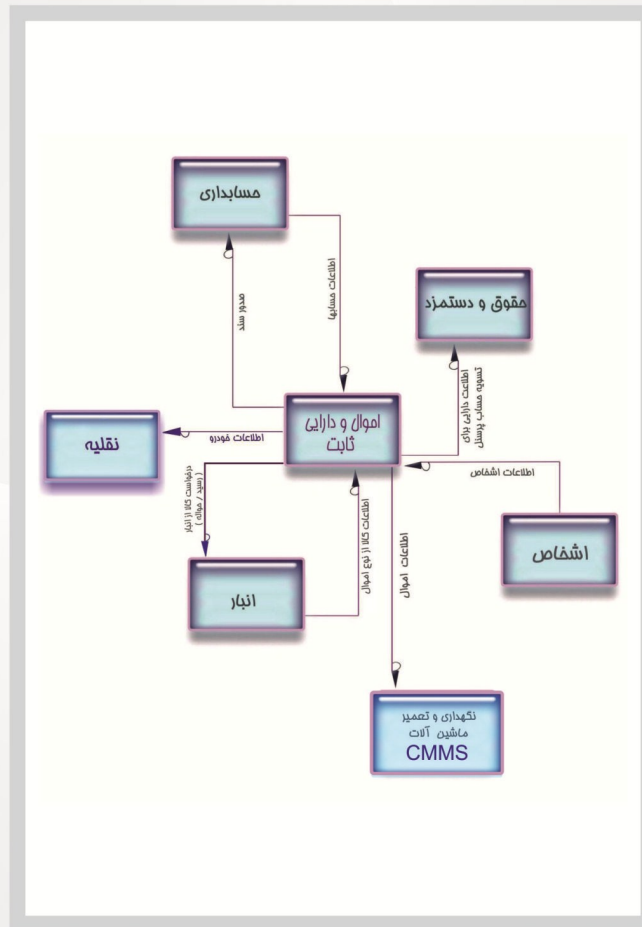 حسابداری
صدور سند
اطلاعات حسابها
حقوق و دستمزد
اطلاعت دارایی برای
تسویه حساب پرسنل
اموال و دارایی
ثابت
نقلیه
اطلاعات خودرو
اطلاعات اشخاص
درخواست کالا از انبار
( رسید / حواله )
اطلاعات کالا از نوع اموال
اطلاعات اموال
اشخاص
انبار
نگهداری و تعمیر
ماشین آلات
CMMS